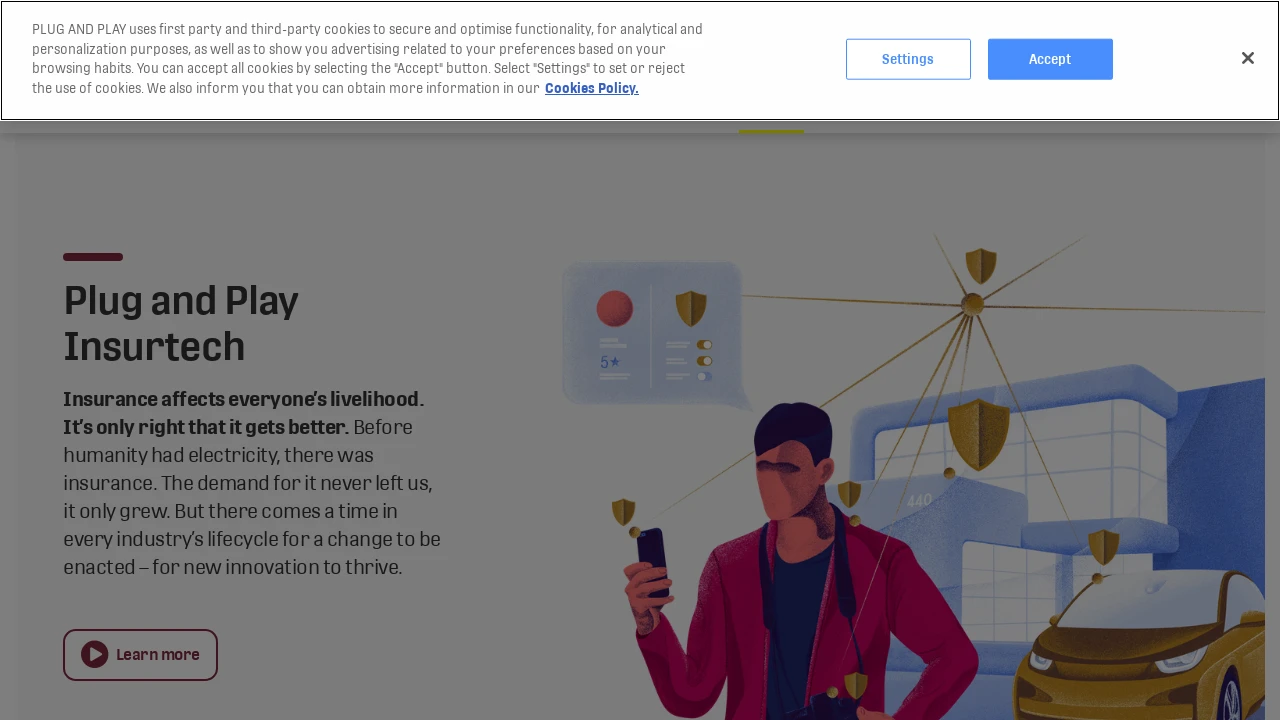 PLUG AND PLAY uses first party and third-party cookies to secure and optimise functionality, for analytical and
personalization purposes, as well as to show you advertising related to your preferences based on your
browsing habits. You can accept all cookies by selecting the "Accept" button. Select "Settings" to set or reject
the use of cookies. We also inform you that you can obtain more information in our Cookies Policy.
Settings
Accept
Plug and Play
Insurtech
Insurance affects everyone's livelihood.
It's only right that it gets better. Before
humanity had electricity, there was
insurance. The demand for it never left us,
it only grew. But there comes a time in
every industry's lifecycle for a change to be
enacted – for new innovation to thrive.
Learn more
5★
440